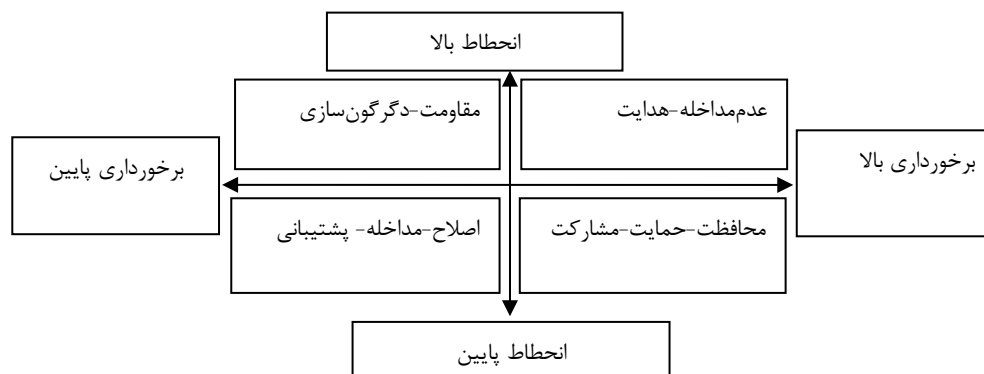 انحطاط بالا
عدم‌مداخله-هدایت
مقاومت-دگرگون‌سازی
برخورداری بالا
برخورداری پایین
محافظت-حمایت-مشارکت
اصلاح-مداخله- پشتیبانی
انحطاط پایین